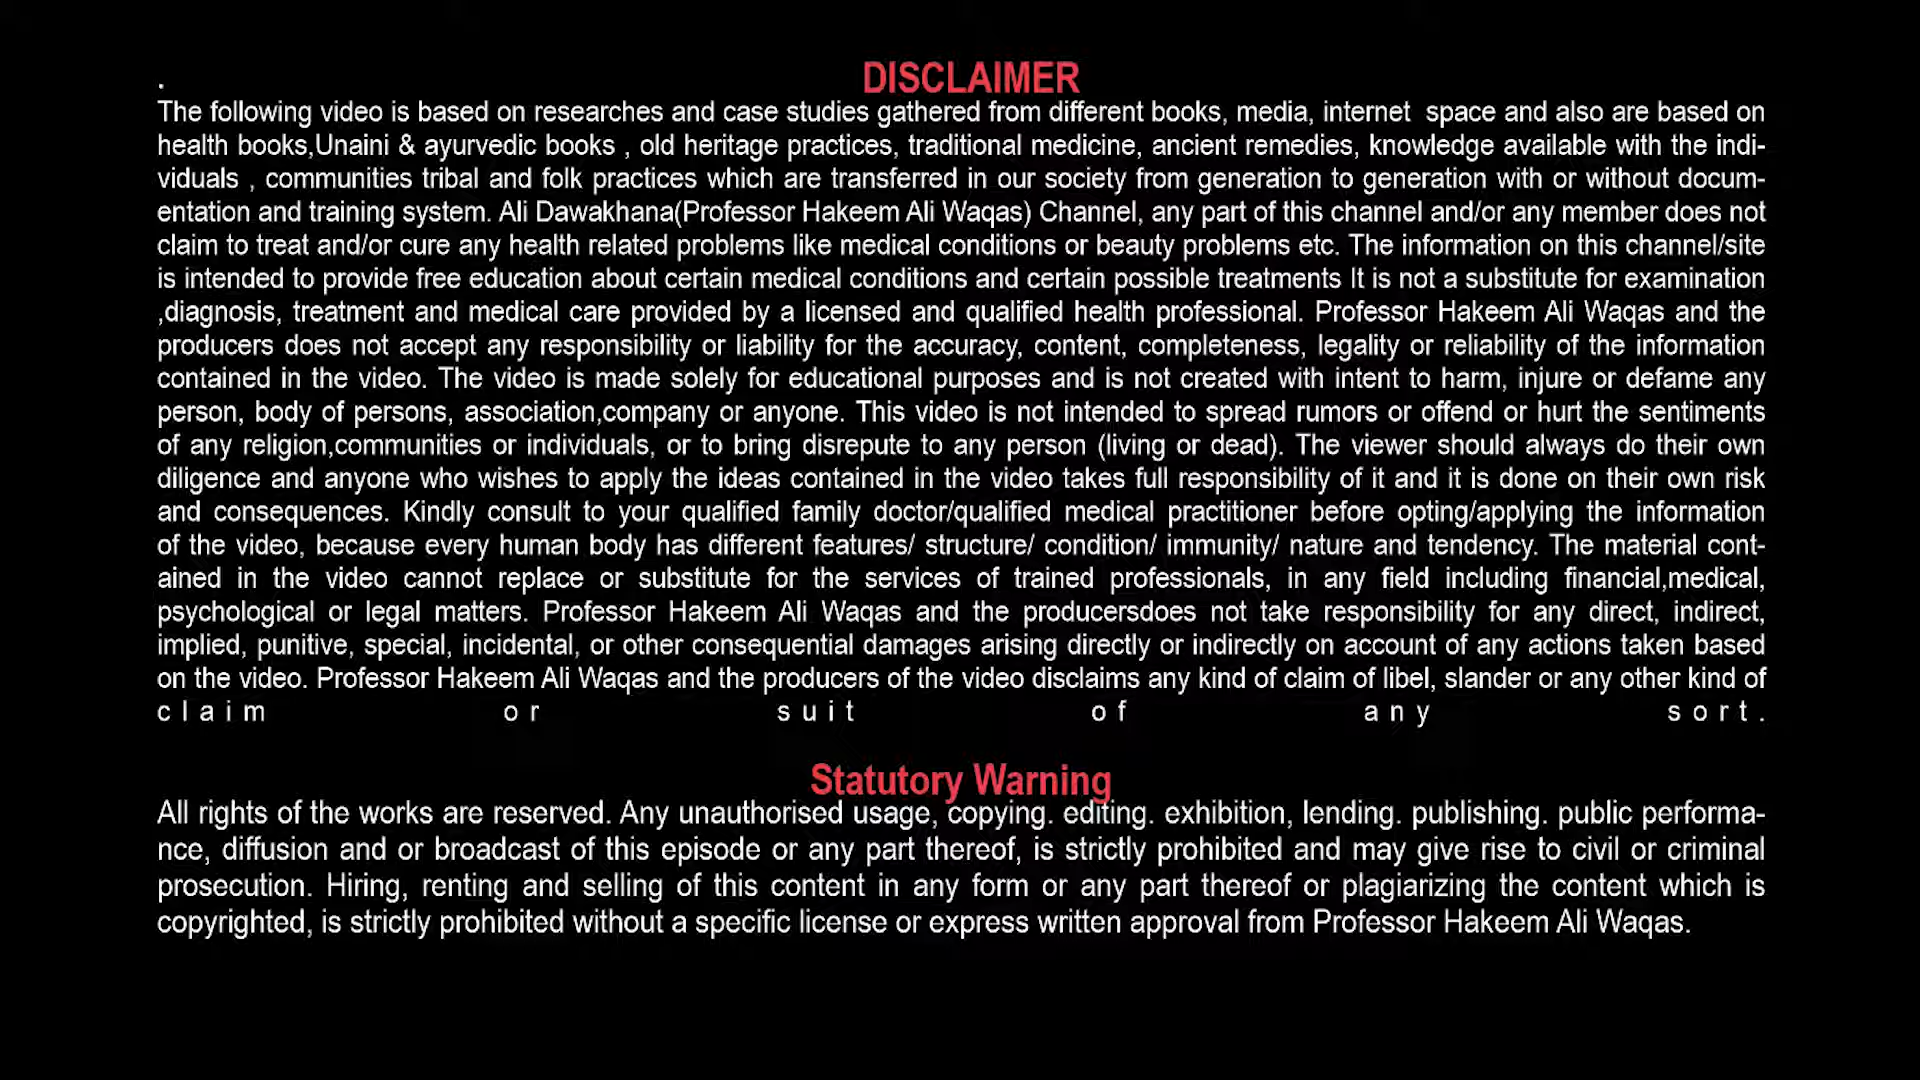 DISCLAIMER
.
The following video is based on researches and case studies gathered from different books, media, internet  space and also are based on
health books,Unaini & ayurvedic books , old heritage practices, traditional medicine, ancient remedies, knowledge available with the indi-
viduals , communities tribal and folk practices which are transferred in our society from generation to generation with or without docum-
entation and training system. Ali Dawakhana(Professor Hakeem Ali Waqas) Channel, any part of this channel and/or any member does not
claim to treat and/or cure any health related problems like medical conditions or beauty problems etc. The information on this channel/site
is intended to provide free education about certain medical conditions and certain possible treatments It is not a substitute for examination
,diagnosis, treatment and medical care provided by a licensed and qualified health professional. Professor Hakeem Ali Waqas and the
producers does not accept any responsibility or liability for the accuracy, content, completeness, legality or reliability of the information
contained in the video. The video is made solely for educational purposes and is not created with intent to harm, injure or defame any
person, body of persons, association,company or anyone. This video is not intended to spread rumors or offend or hurt the sentiments
of any religion,communities or individuals, or to bring disrepute to any person (living or dead). The viewer should always do their own
diligence and anyone who wishes to apply the ideas contained in the video takes full responsibility of it and it is done on their own risk
and consequences. Kindly consult to your qualified family doctor/qualified medical practitioner before opting/applying the information
of the video, because every human body has different features/ structure/ condition/ immunity/ nature and tendency. The material cont-
ained in the video cannot replace or substitute for the services of trained professionals, in any field including financial,medical,
psychological or legal matters. Professor Hakeem Ali Waqas and the producersdoes not take responsibility for any direct, indirect,
implied, punitive, special, incidental, or other consequential damages arising directly or indirectly on account of any actions taken based
on the video. Professor Hakeem Ali Waqas and the producers of the video disclaims any kind of claim of libel, slander or any other kind of
claim or suit of any sort.
Statutory Warning
All rights of the works are reserved. Any unauthorised usage, copying. editing. exhibition, lending. publishing. public performa-
nce, diffusion and or broadcast of this episode or any part thereof, is strictly prohibited and may give rise to civil or criminal
prosecution. Hiring, renting and selling of this content in any form or any part thereof or plagiarizing the content which is
copyrighted, is strictly prohibited without a specific license or express written approval from Professor Hakeem Ali Waqas.